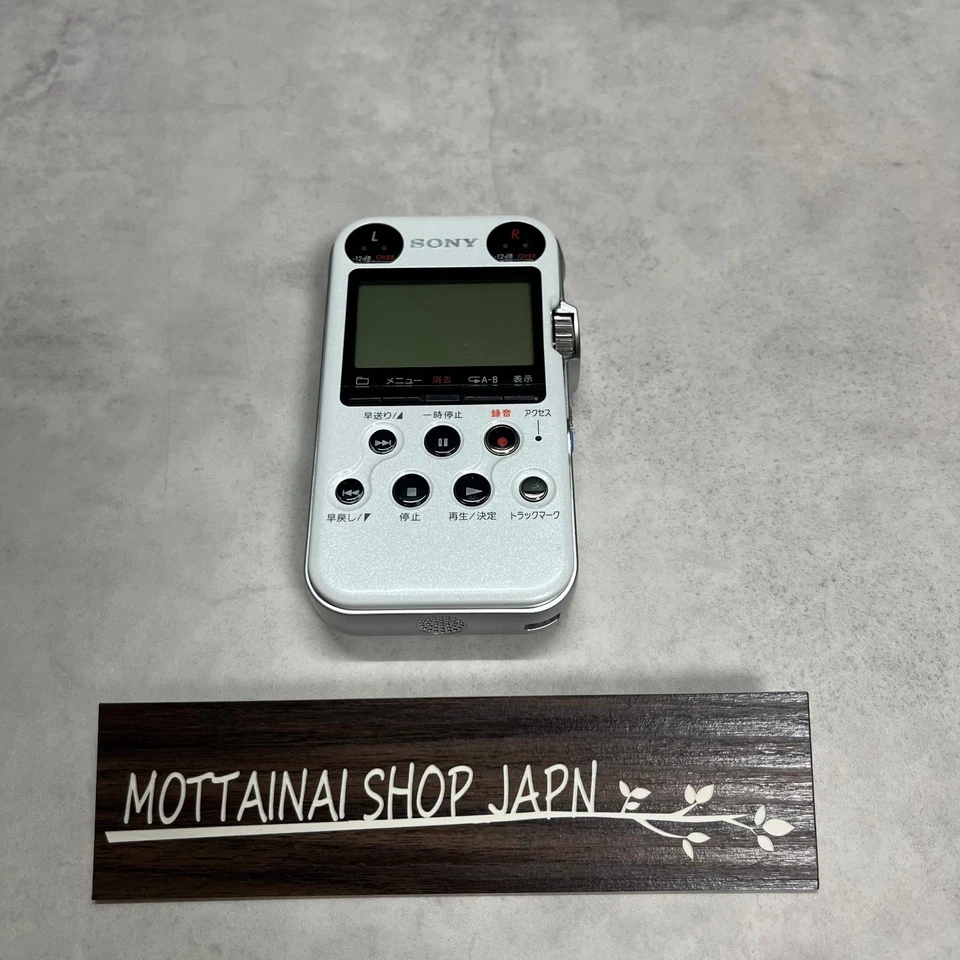 L SONY R
-12dB OVER -12dB OVER
メニュー 消去 A-B 表示
早送り/ 一時停止 録音 アクセス
早戻し/ 停止 再生/決定 トラックマーク
MOTTAINAI SHOP JAPN